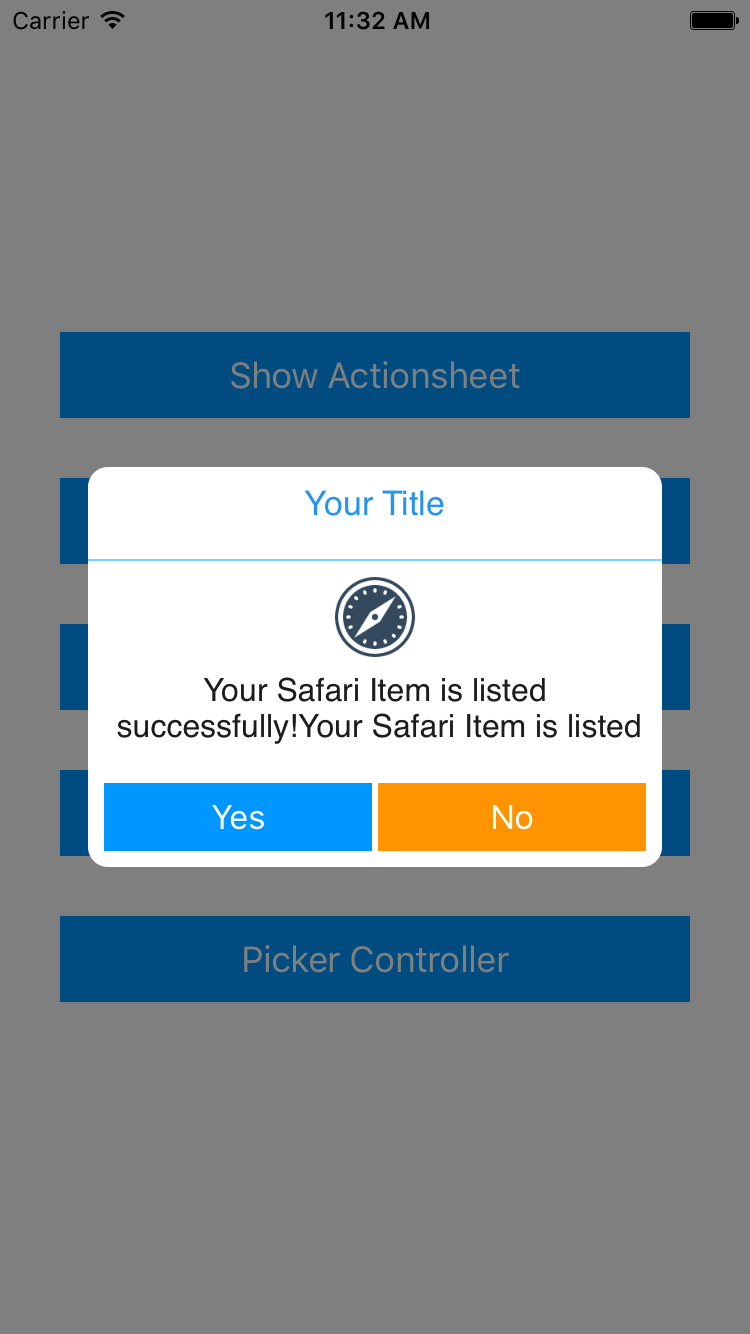 Carrier
11:32 AM
Show Actionsheet
Your Title
Your Safari Item is listed
successfully!Your Safari Item is listed
Yes
No
Picker Controller